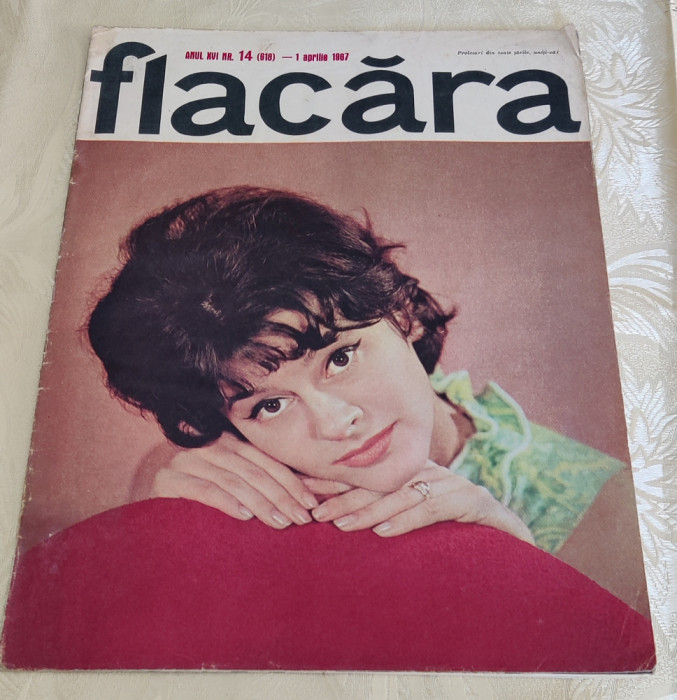 ANUL XVI NR. 14 (618) — 1 aprilie 1967
Proletari din toate țările, uniți-vă!
flacăra